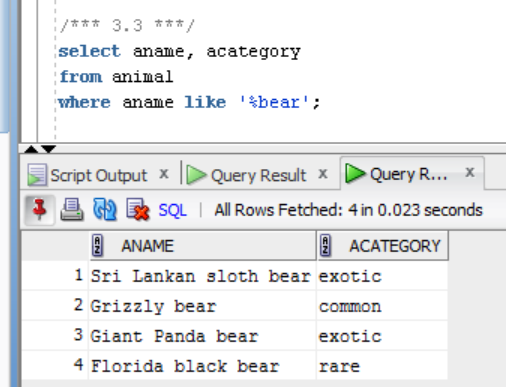 /*** 3.3 ***/
select aname, acategory
from animal
where aname like '%bear';
Script Output x Query Result x Query R... x
SQL | All Rows Fetched: 4 in 0.023 seconds
ANAME ACATEGORY
1 Sri Lankan sloth bear exotic
2 Grizzly bear common
3 Giant Panda bear exotic
4 Florida black bear rare